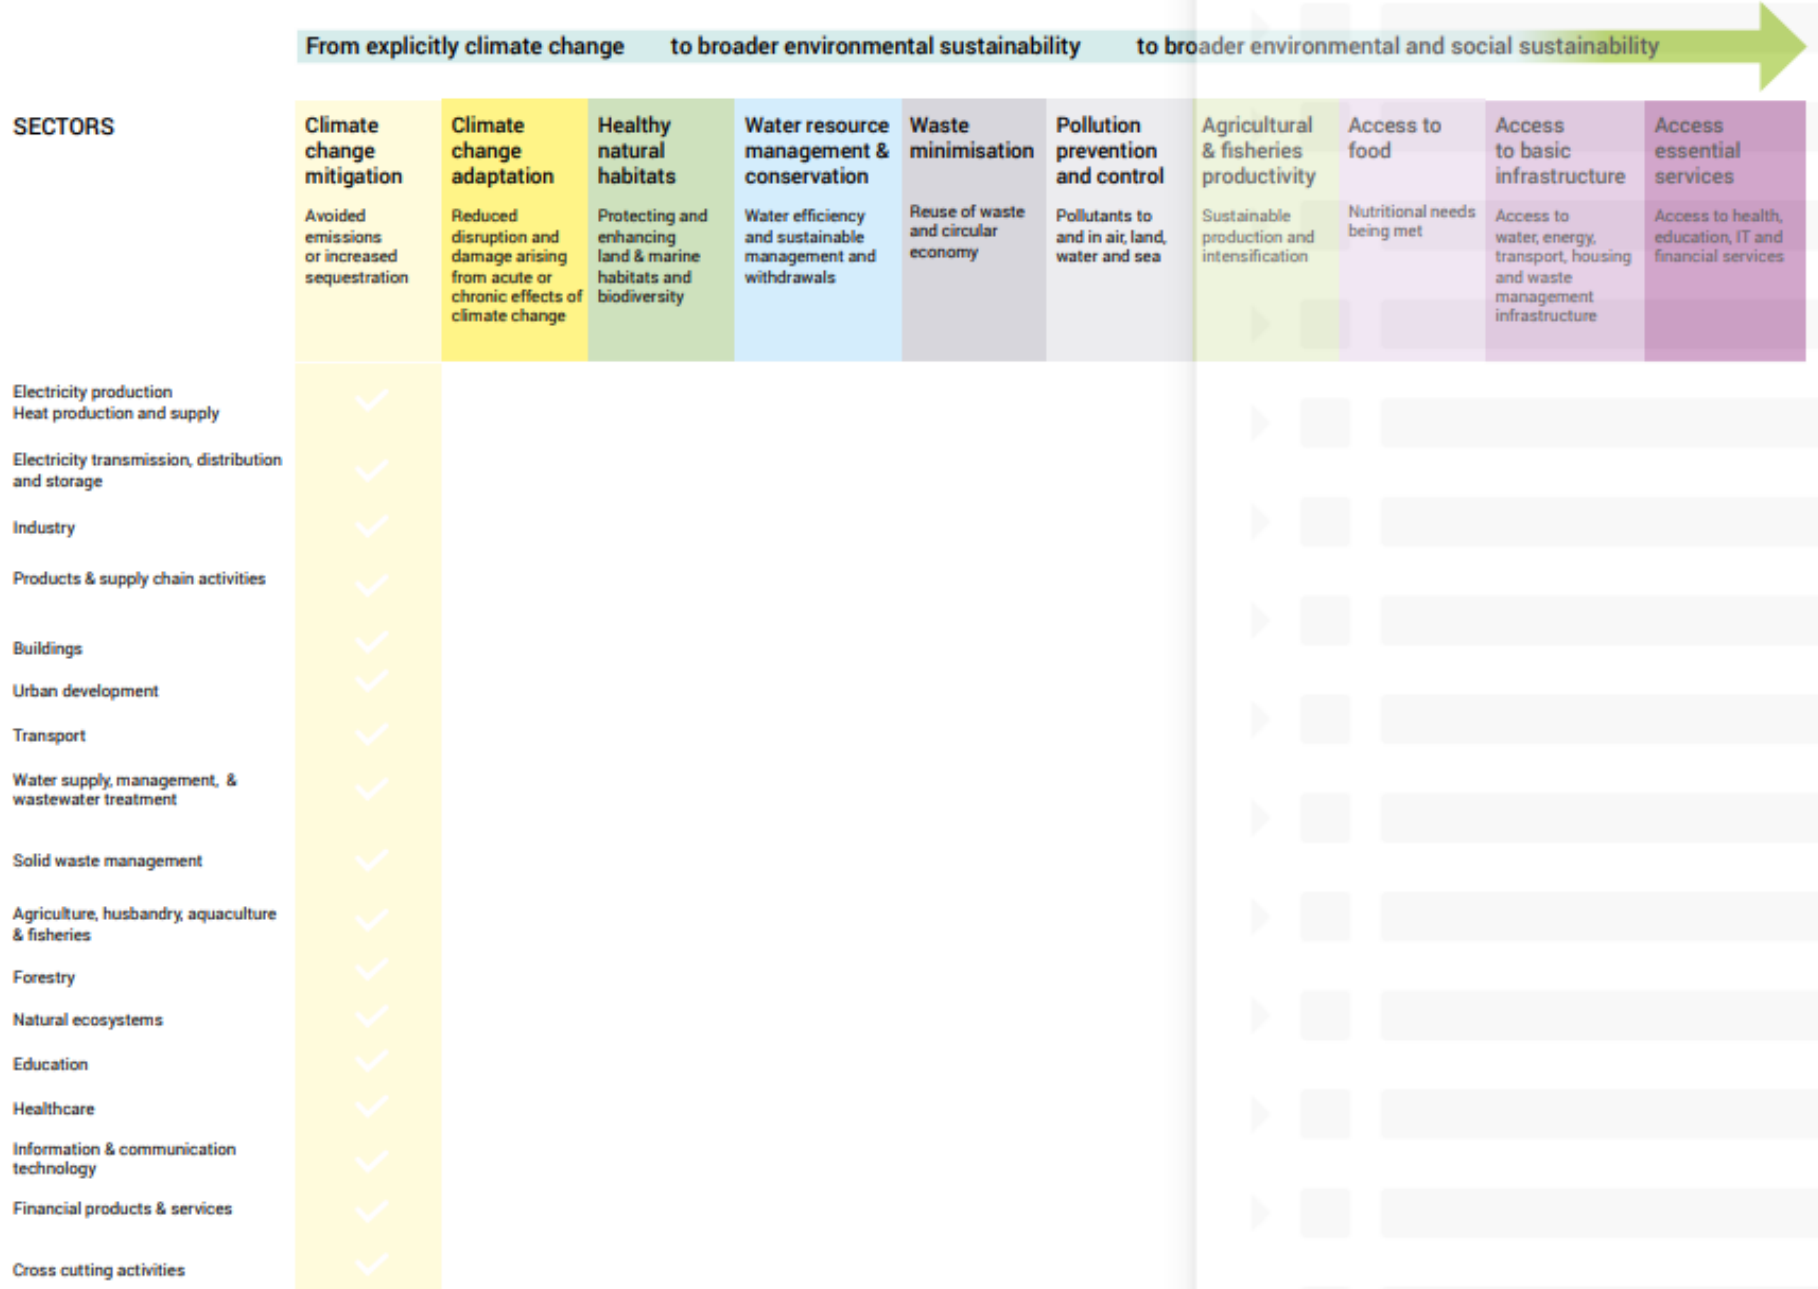 From explicitly climate change to broader environmental sustainability to broader environmental and social sustainability
SECTORS
Climate
change
mitigation
Avoided
emissions
or increased
sequestration
Climate
change
adaptation
Reduced
disruption and
damage arising
from acute or
chronic effects of
climate change
Healthy
natural
habitats
Protecting and
enhancing
land & marine
habitats and
biodiversity
Water resource
management &
conservation
Water efficiency
and sustainable
management and
withdrawals
Waste
minimisation
Reuse of waste
and circular
economy
Pollution
prevention
and control
Pollutants to
and in air, land,
water and sea
Agricultural
& fisheries
productivity
Sustainable
production and
intensification
Access to
food
Nutritional needs
being met
Access
to basic
infrastructure
Access to
water, energy,
transport, housing
and waste
management
infrastructure
Access
essential
services
Access to health,
education, IT and
financial services
Electricity production
Heat production and supply
Electricity transmission, distribution
and storage
Industry
Products & supply chain activities
Buildings
Urban development
Transport
Water supply, management, &
wastewater treatment
Solid waste management
Agriculture, husbandry, aquaculture
& fisheries
Forestry
Natural ecosystems
Education
Healthcare
Information & communication
technology
Financial products & services
Cross cutting activities